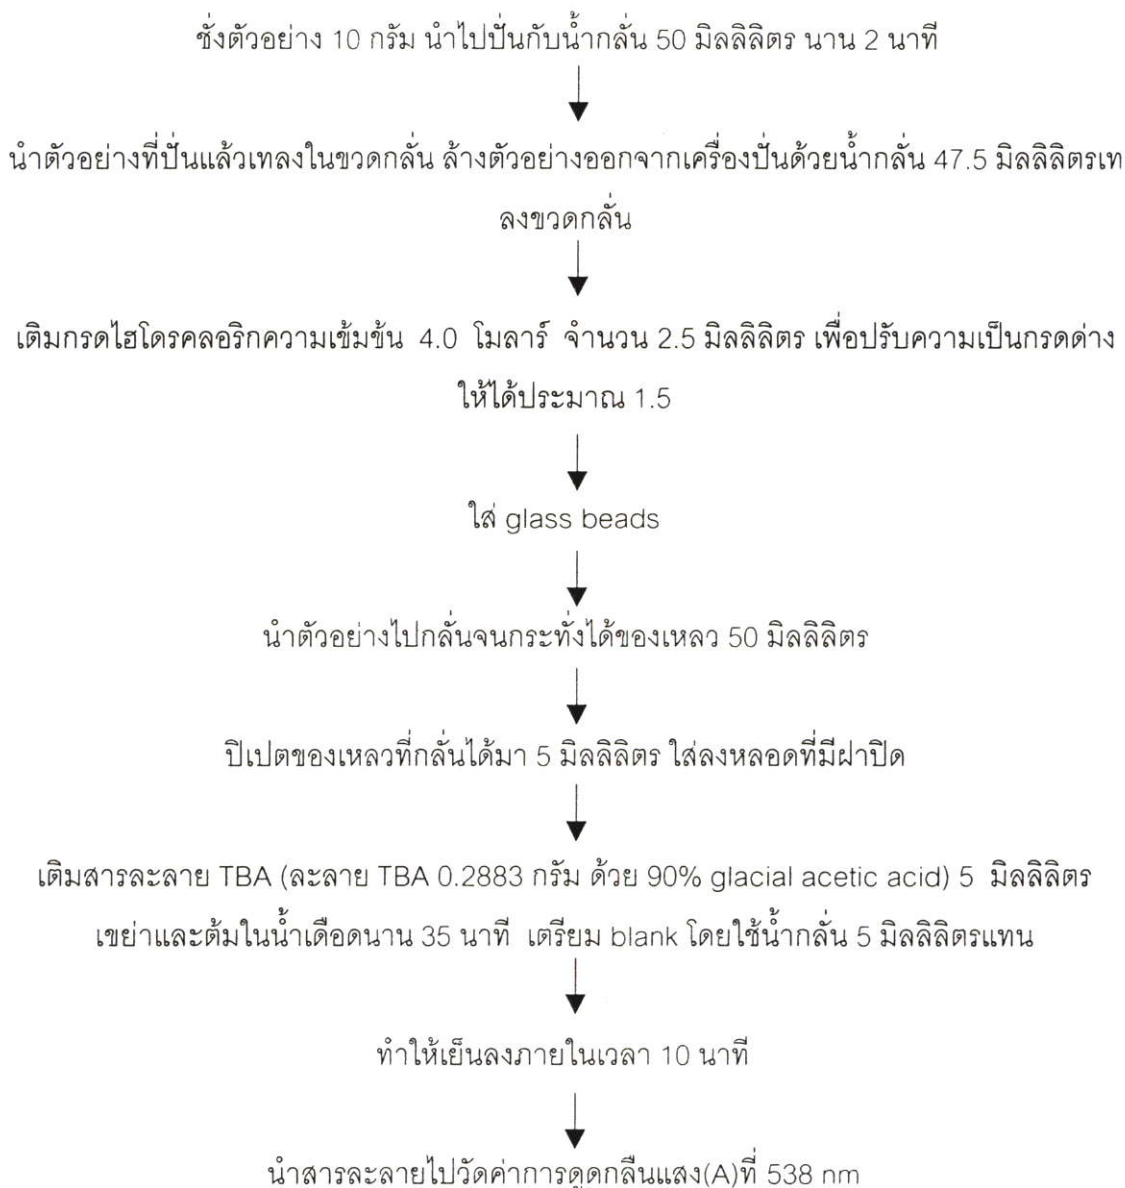 ชั่งตัวอย่าง 10 กรัม นำไปปั่นกับน้ำกลั่น 50 มิลลิลิตร นาน 2 นาที
นำตัวอย่างที่ปั่นแล้วเทลงในขวดกลั่น ล้างตัวอย่างออกจากเครื่องปั่นด้วยน้ำกลั่น 47.5 มิลลิลิตรเท
ลงขวดกลั่น
เติมกรดไฮโดรคลอริกความเข้มข้น 4.0 โมลาร์ จำนวน 2.5 มิลลิลิตร เพื่อปรับความเป็นกรดด่าง
ให้ได้ประมาณ 1.5
ใส่ glass beads
นำตัวอย่างไปกลั่นจนกระทั่งได้ของเหลว 50 มิลลิลิตร
ปิเปตของเหลวที่กลั่นได้มา 5 มิลลิลิตร ใส่ลงหลอดที่มีฝาปิด
เติมสารละลาย TBA (ละลาย TBA 0.2883 กรัม ด้วย 90% glacial acetic acid) 5 มิลลิลิตร
เขย่าและต้มในน้ำเดือดนาน 35 นาที เตรียม blank โดยใช้น้ำกลั่น 5 มิลลิลิตรแทน
ทำให้เย็นลงภายในเวลา 10 นาที
นำสารละลายไปวัดค่าการดูดกลืนแสง(A)ที่ 538 nm